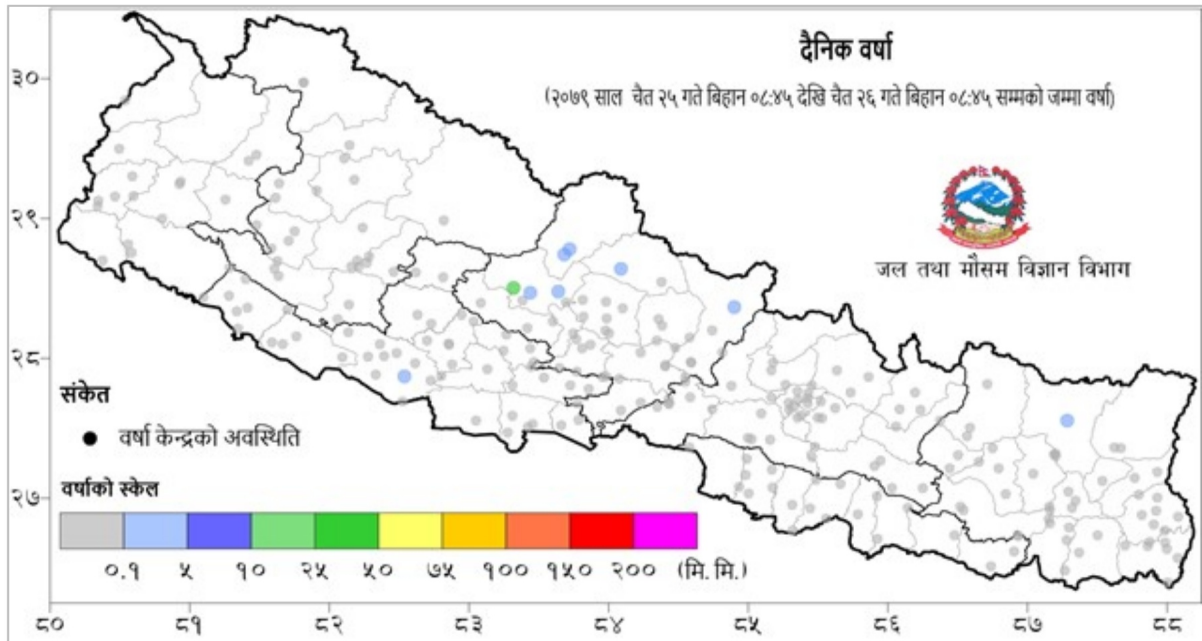 दैनिक वर्षा
(२०७९ साल चैत २५ गते बिहान ०८:४५ देखि चैत २६ गते बिहान ०८:४५ सम्मको जम्मा वर्षा)
३०
२९
जल तथा मौसम विज्ञान विभाग
२८
संकेत
वर्षा केन्द्रको अवस्थिति
वर्षाको स्केल
२७
०.१ ५ १० २५ ५० ७५ १०० १५० २०० (मि.मि.)
८० ८१ ८२ ८३ ८४ ८५ ८६ ८७ ८८